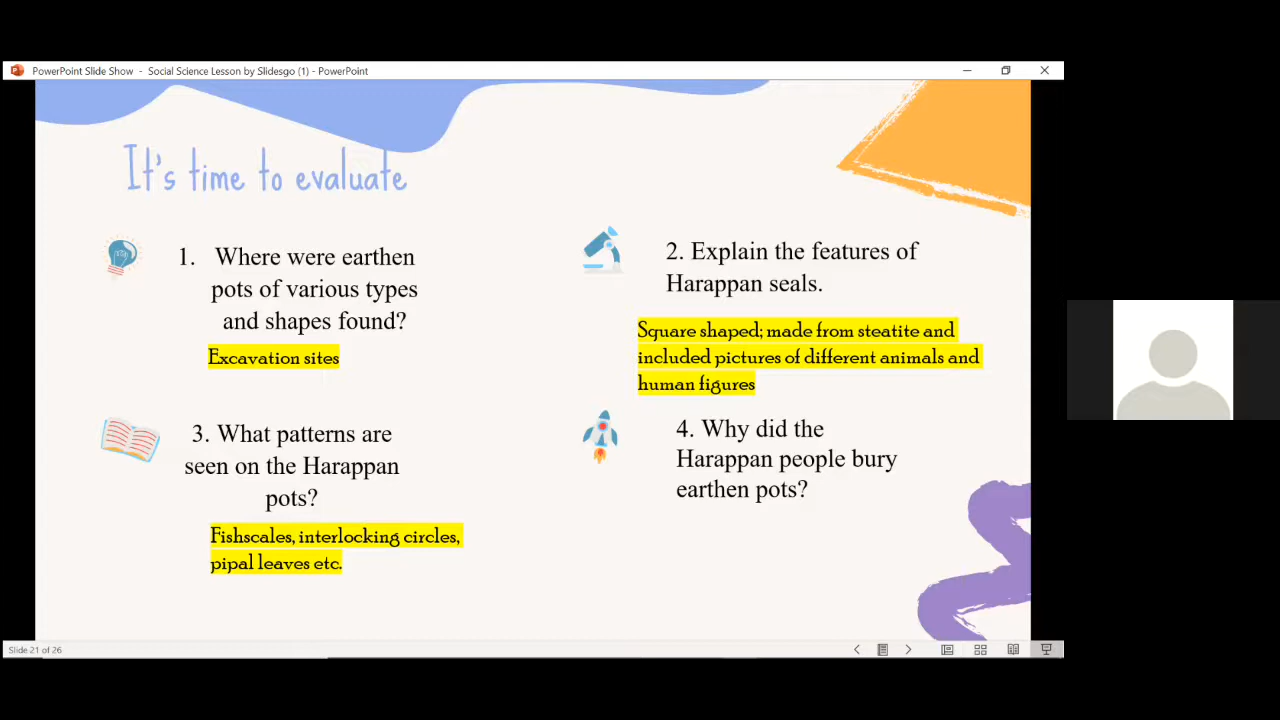 PowerPoint Slide Show - Social Science Lesson by Slidesgo (1) - PowerPoint
It's time to evaluate
1. Where were earthen
pots of various types
and shapes found?
Excavation sites
2. Explain the features of
Harappan seals.
Square shaped; made from steatite and
included pictures of different animals and
human figures
3. What patterns are
seen on the Harappan
pots?
Fishscales, interlocking circles,
pipal leaves etc.
4. Why did the
Harappan people bury
earthen pots?
Slide 21 of 26